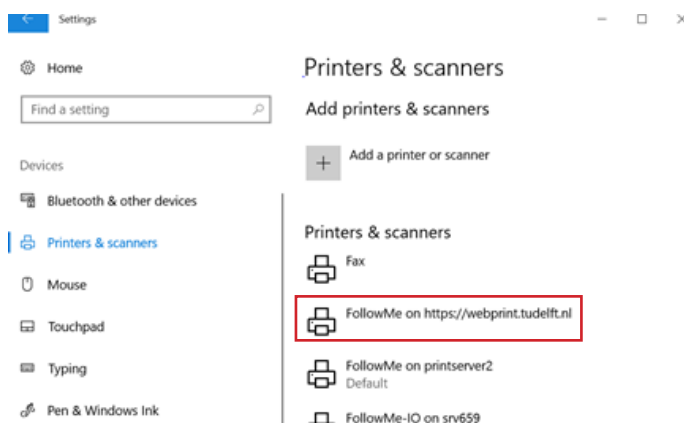 Settings
Home
Find a setting
Devices
Bluetooth & other devices
Printers & scanners
Mouse
Touchpad
Typing
Pen & Windows Ink
Printers & scanners
Add printers & scanners
Add a printer or scanner
Printers & scanners
Fax
FollowMe on https://webprint.tudelft.nl
FollowMe on printserver2
Default
FollowMe-IO on srv659